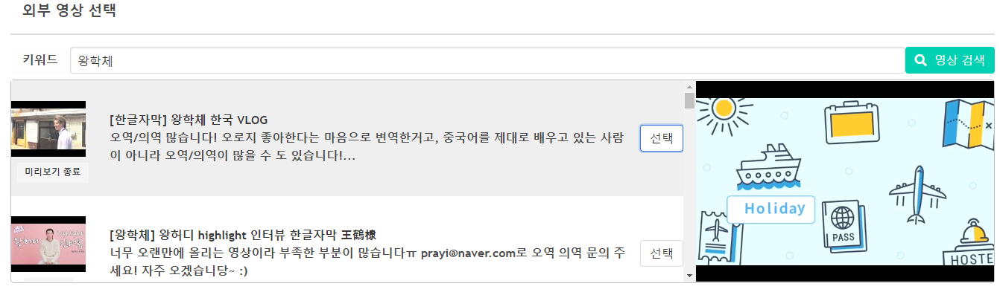 외부 영상 선택
키워드
왕학체
영상 검색
[한글자막] 왕학체 한국 VLOG
오역/의역 많습니다! 오로지 좋아한다는 마음으로 변역한거고, 중국어를 제대로 배우고 있는 사람
이 아니라 오역/의역이 많을 수 도 있습니다!...
선택
미리보기 종료
[왕학체] 왕허디 highlight 인터뷰 한글자막 王鶴棣
너무 오랜만에 올리는 영상이라 부족한 부분이 많습니다ㅠ prayi@naver.com로 오역 의역 문의 주
세요! 자주 오겠습니당~ :)
선택
Holiday
PASS
HOSTE